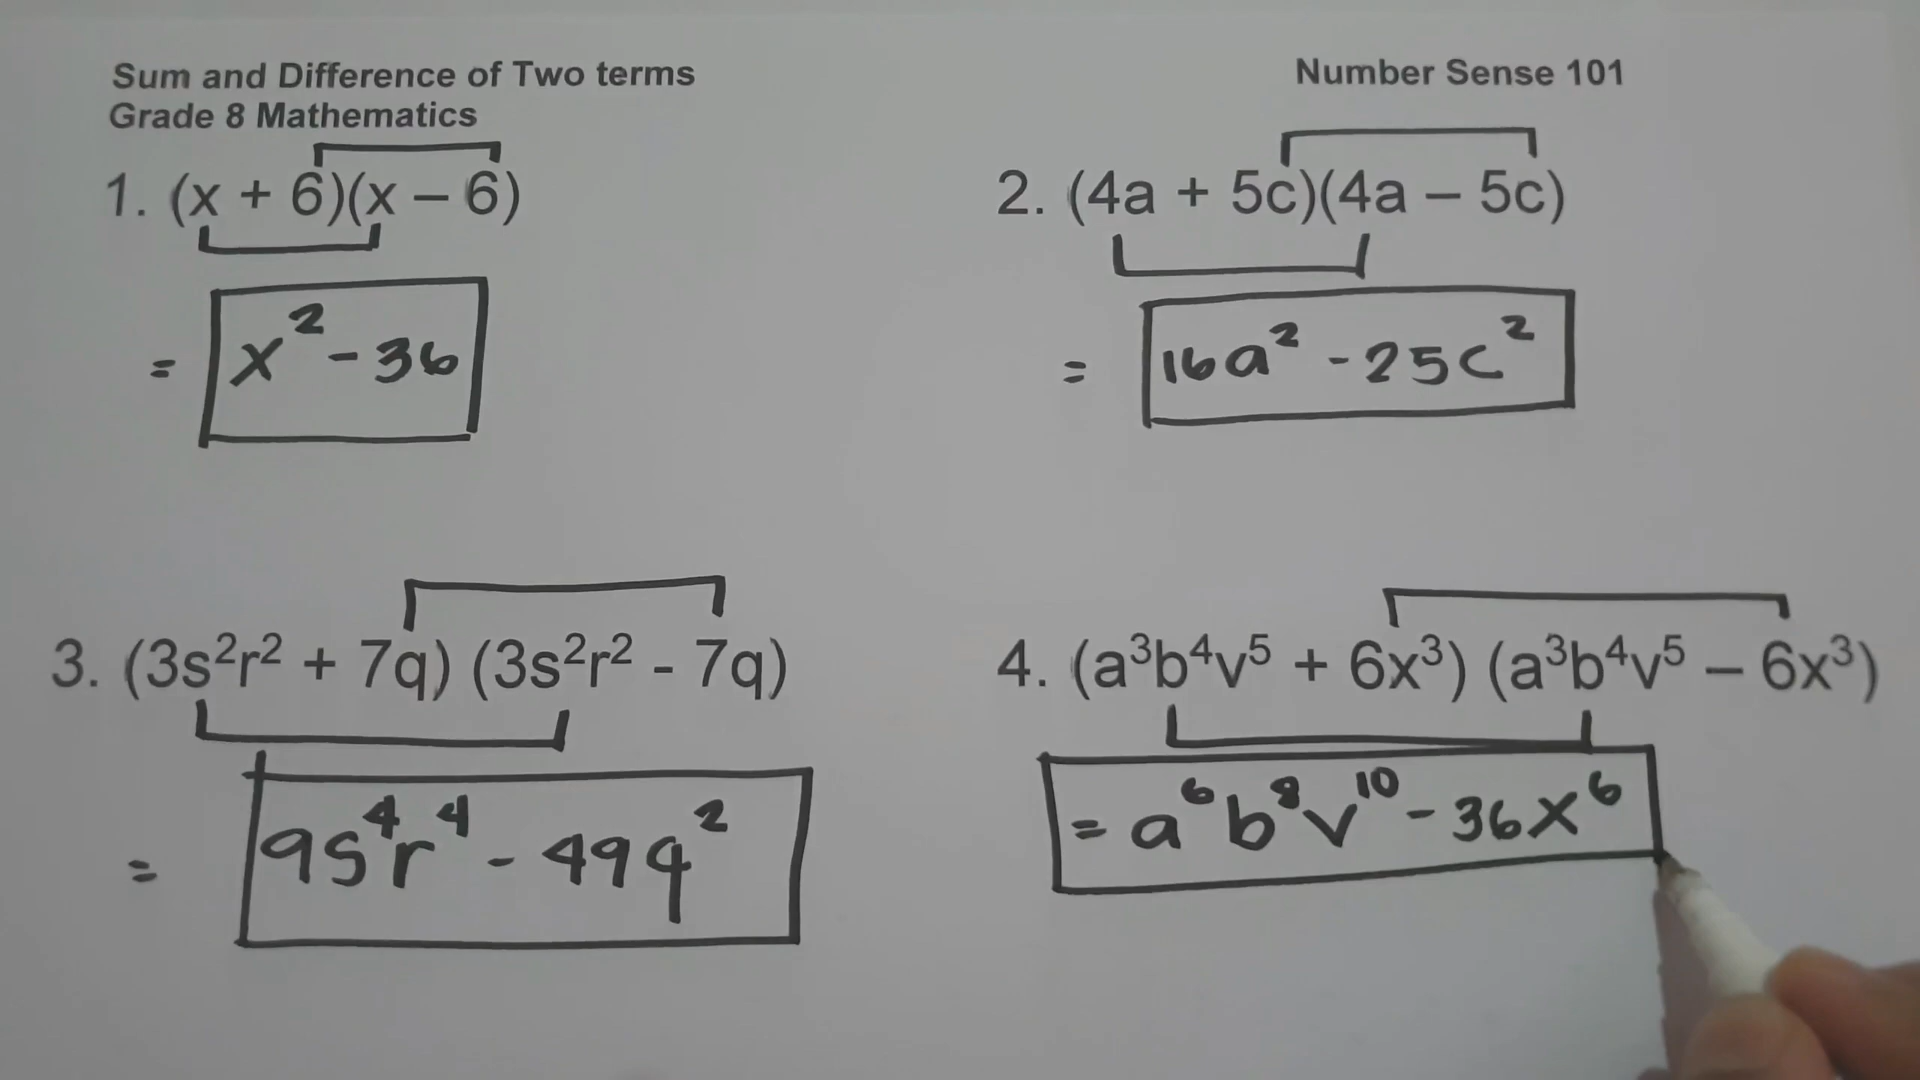 Sum and Difference of Two terms
Grade 8 Mathematics
Number Sense 101
1. (x + 6)(x – 6)
= x² - 36
2. (4a + 5c)(4a – 5c)
= 16a² - 25c²
3. (3s²r² + 7q) (3s²r² - 7q)
= 9s⁴r⁴ - 49q²
4. (a³b⁴v⁵ + 6x³) (a³b⁴v⁵ – 6x³)
= a⁶b⁸v¹⁰ - 36x⁶